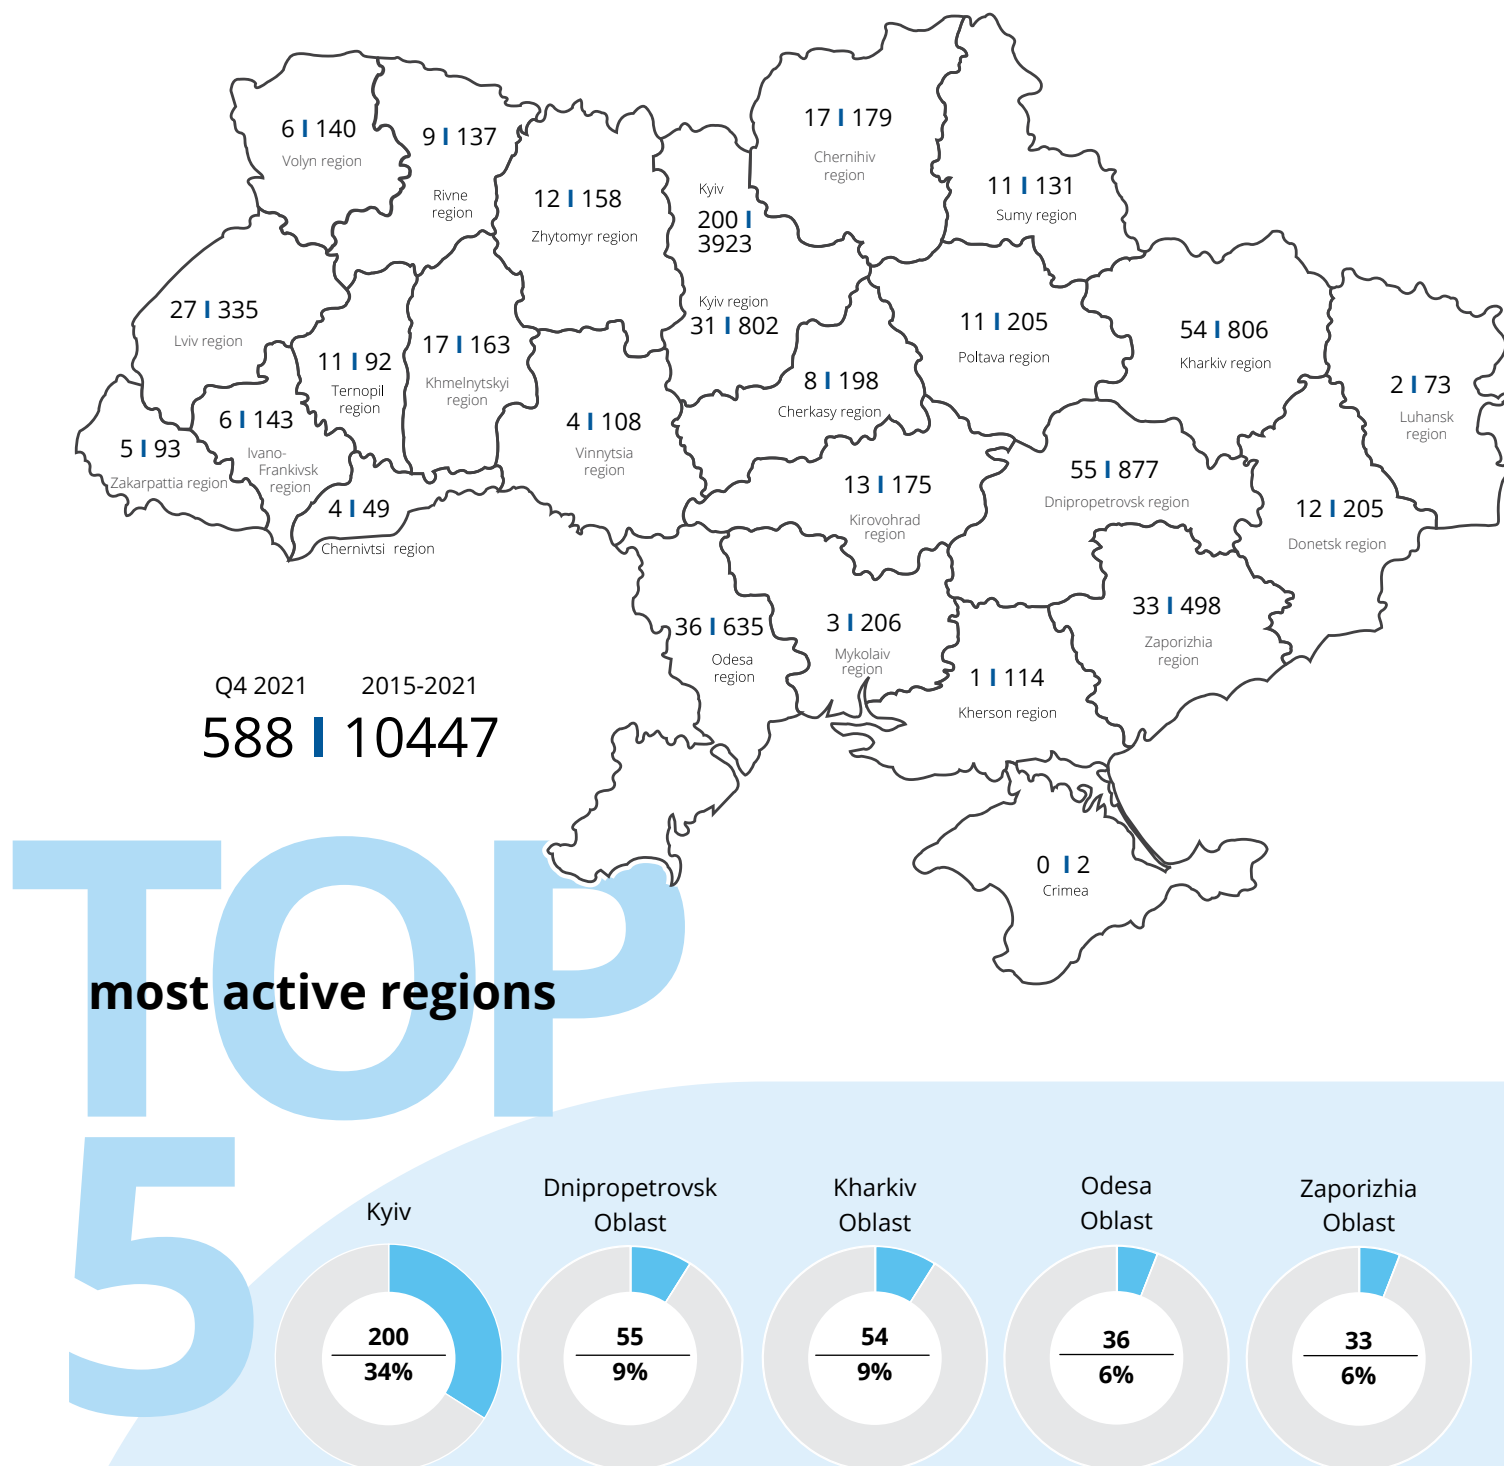 17 I 179
Chernihiv
region
6 I 140
Volyn region
9 I 137
Rivne
region
12 I 158
Zhytomyr region
Kyiv
200 I
3923
11 I 131
Sumy region
27 I 335
Lviv region
Kyiv region
31 I 802
11 I 205
Poltava region
54 I 806
Kharkiv region
11 I 92
Ternopil
region
17 I 163
Khmelnytskyi
region
8 I 198
Cherkasy region
2 I 73
Luhansk
region
6 I 143
Ivano-
Frankivsk
region
5 I 93
Zakarpattia region
4 I 108
Vinnytsia
region
13 I 175
Kirovohrad
region
55 I 877
Dnipropetrovsk region
12 I 205
Donetsk region
4 I 49
Chernivtsi region
36 I 635
Odesa
region
3 I 206
Mykolaiv
region
33 I 498
Zaporizhia
region
1 I 114
Kherson region
Q4 2021 2015-2021
588 I 10447
0 I 2
Crimea
TOP
most active regions
5
Kyiv
200
34%
Dnipropetrovsk
Oblast
55
9%
Kharkiv
Oblast
54
9%
Odesa
Oblast
36
6%
Zaporizhia
Oblast
33
6%